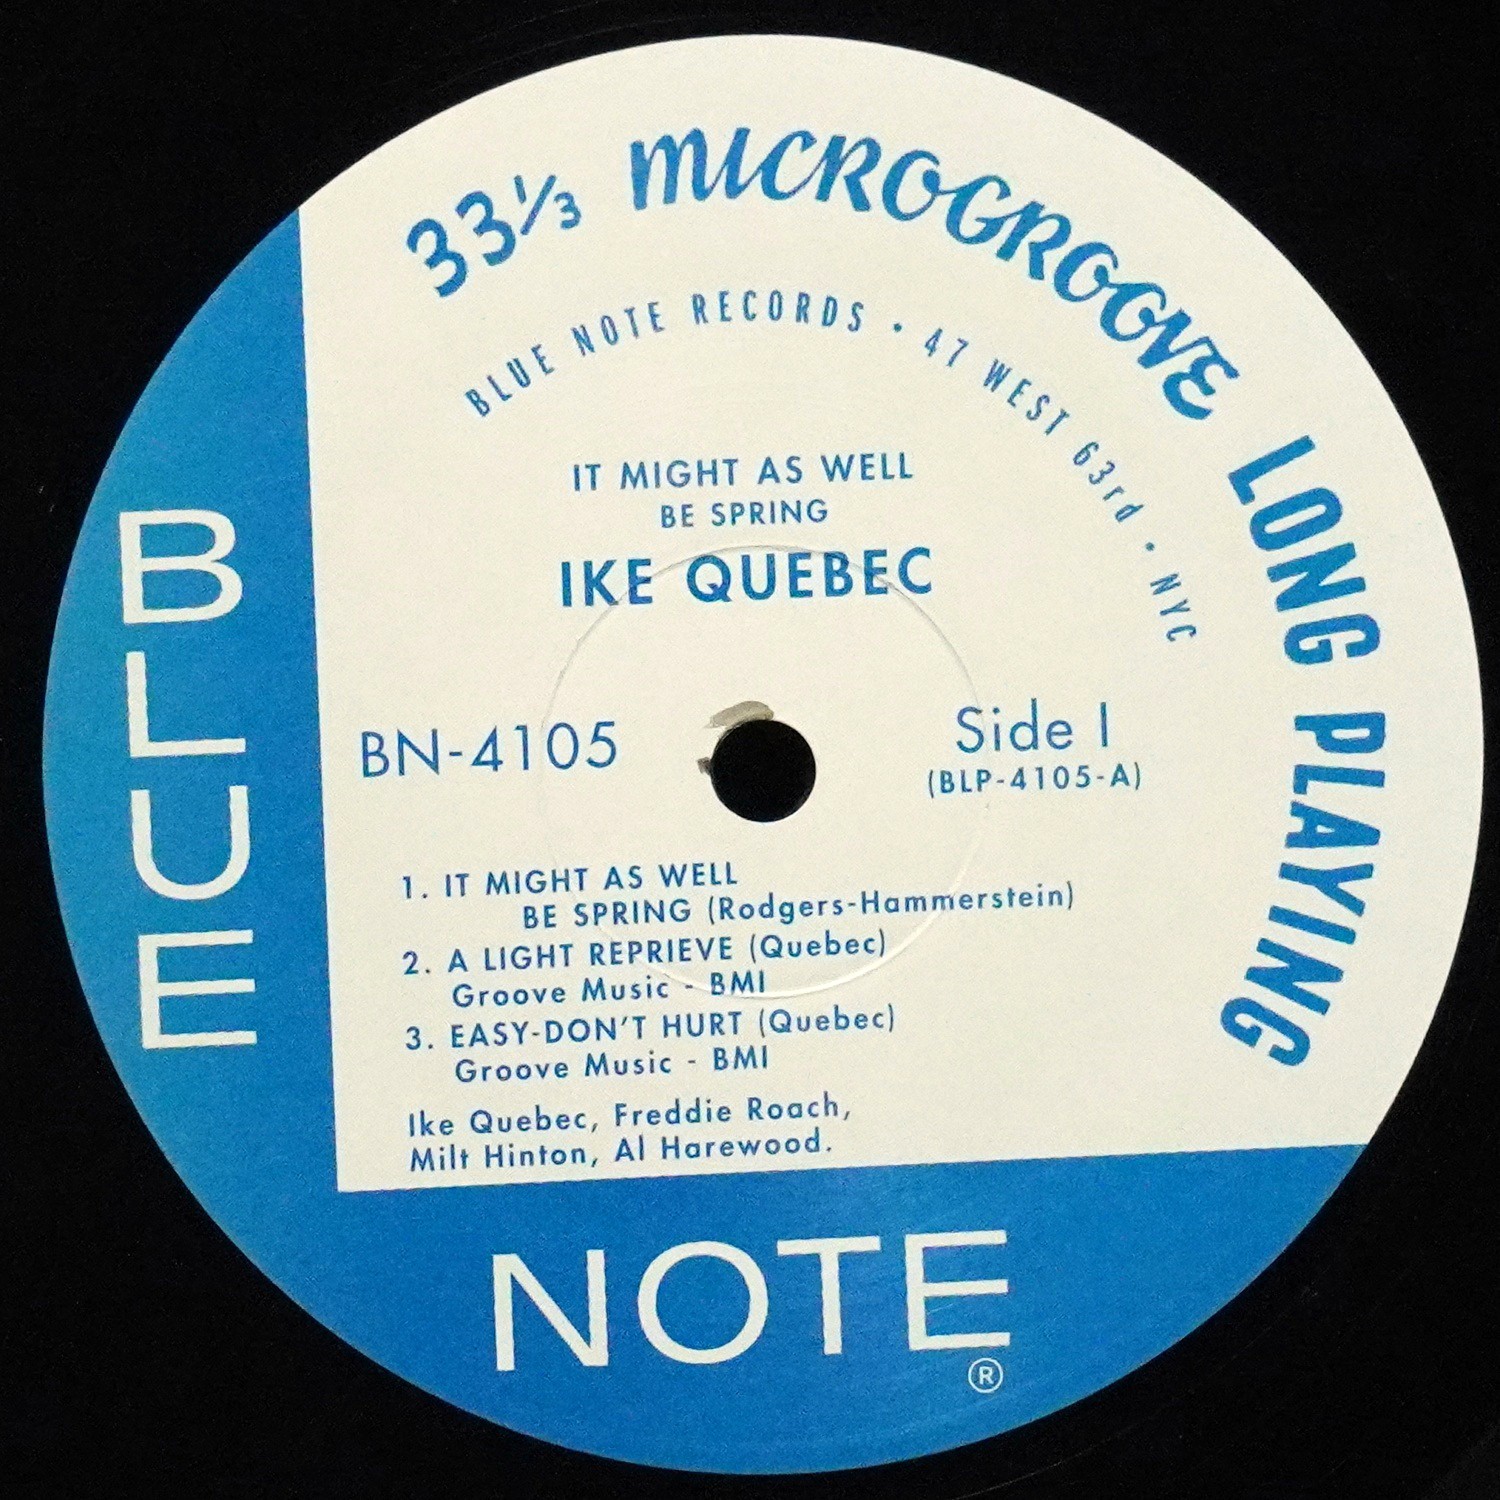 33⅓ MICROGROOVE LONG PLAYING
BLUE NOTE RECORDS · 47 WEST 63rd · NYC
IT MIGHT AS WELL
BE SPRING
IKE QUEBEC
BN-4105
Side 1
(BLP-4105-A)
1. IT MIGHT AS WELL
BE SPRING (Rodgers-Hammerstein)
2. A LIGHT REPRIEVE (Quebec)
Groove Music - BMI
3. EASY-DON'T HURT (Quebec)
Groove Music - BMI
Ike Quebec, Freddie Roach,
Milt Hinton, Al Harewood.
BLUE
NOTE
®